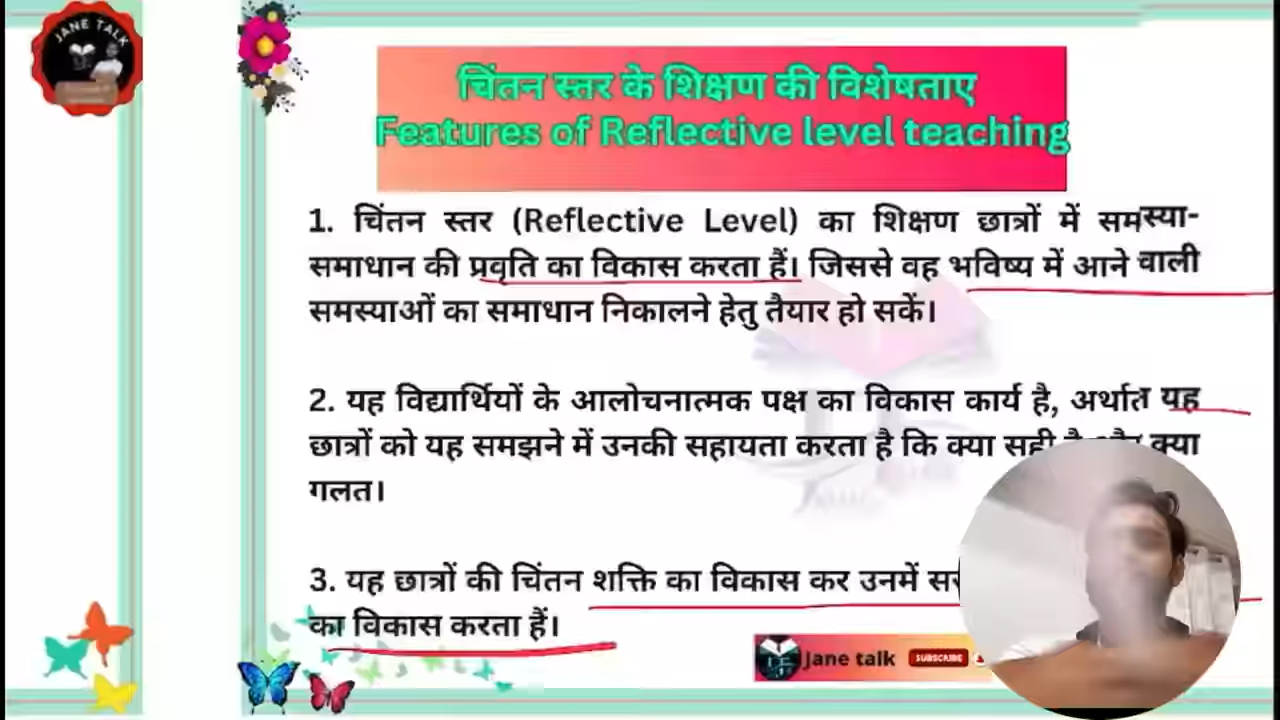 JANE TALK
चिंतन स्तर के शिक्षण की विशेषताए
Features of Reflective level teaching
1. चिंतन स्तर (Reflective Level) का शिक्षण छात्रों में समस्या-
समाधान की प्रवृति का विकास करता हैं। जिससे वह भविष्य में आने वाली
समस्याओं का समाधान निकालने हेतु तैयार हो सकें।
2. यह विद्यार्थियों के आलोचनात्मक पक्ष का विकास कार्य है, अर्थात यह
छात्रों को यह समझने में उनकी सहायता करता है कि क्या सही है और क्या
गलत।
3. यह छात्रों की चिंतन शक्ति का विकास कर उनमें
का विकास करता हैं।
Jane talk
SUBSCRIBE